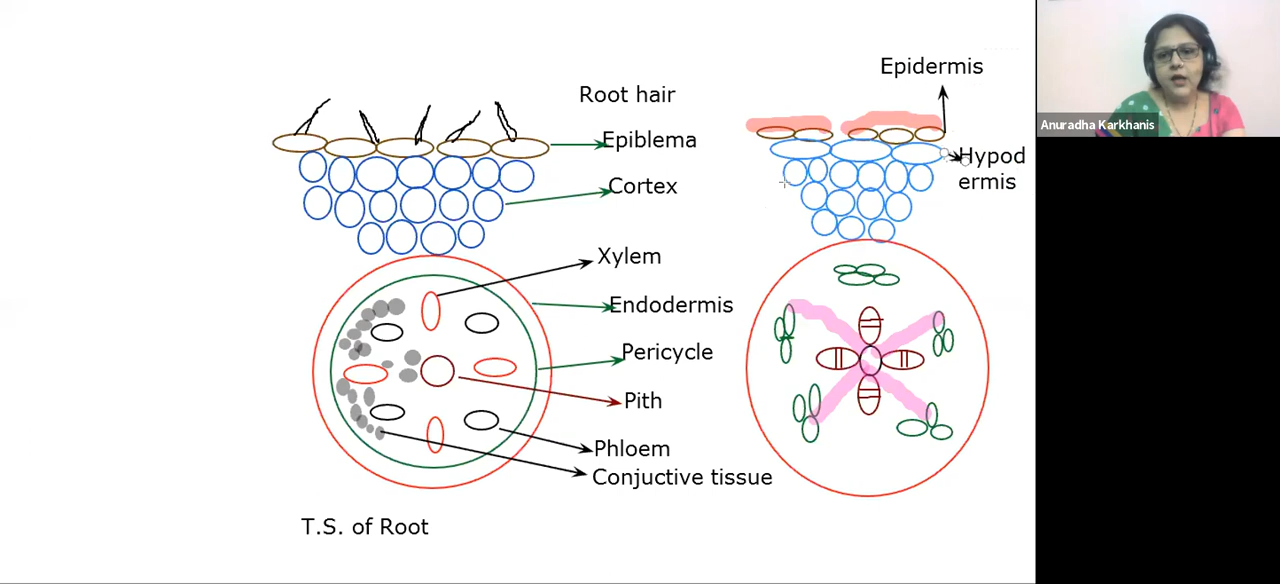 Epidermis
Root hair
Epiblema
Hypod
ermis
Cortex
Xylem
Endodermis
Pericycle
Pith
Phloem
Conjuctive tissue
T.S. of Root
Anuradha Karkhanis